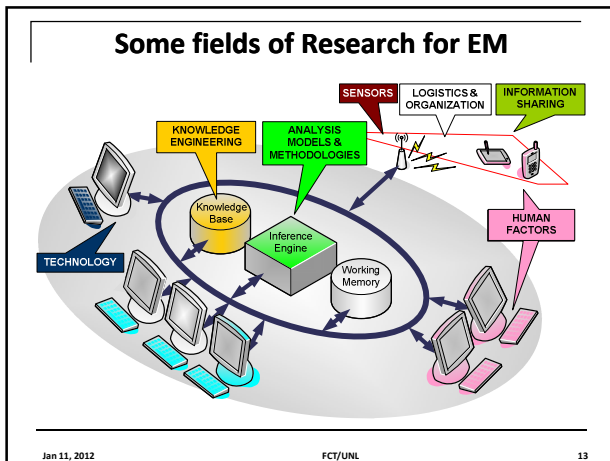 Some fields of Research for EM
SENSORS
LOGISTICS &
ORGANIZATION
INFORMATION
SHARING
KNOWLEDGE
ENGINEERING
ANALYSIS
MODELS &
METHODOLOGIES
Knowledge
Base
Inference
Engine
Working
Memory
HUMAN
FACTORS
TECHNOLOGY
Jan 11, 2012
FCT/UNL
13